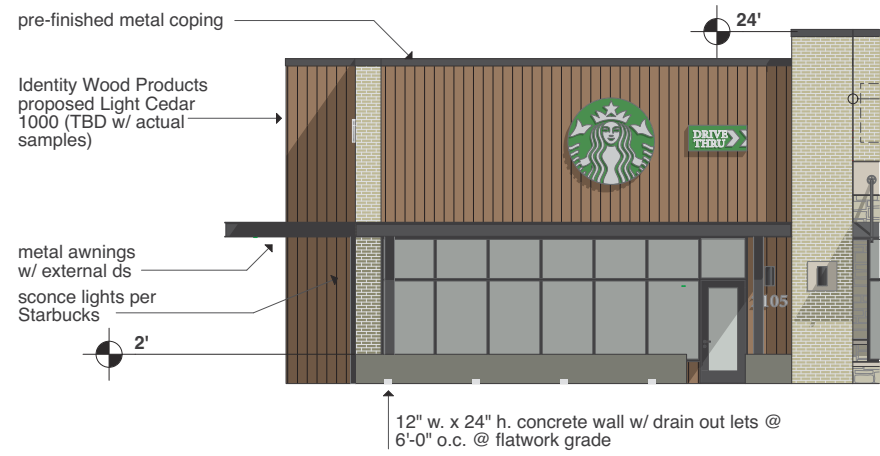 pre-finished metal coping
24'
Identity Wood Products
proposed Light Cedar
1000 (TBD w/ actual
samples)
DRIVE
THRU
metal awnings
w/ external ds
sconce lights per
Starbucks
105
2'
12" w. x 24" h. concrete wall w/ drain out lets @
6'-0" o.c. @ flatwork grade